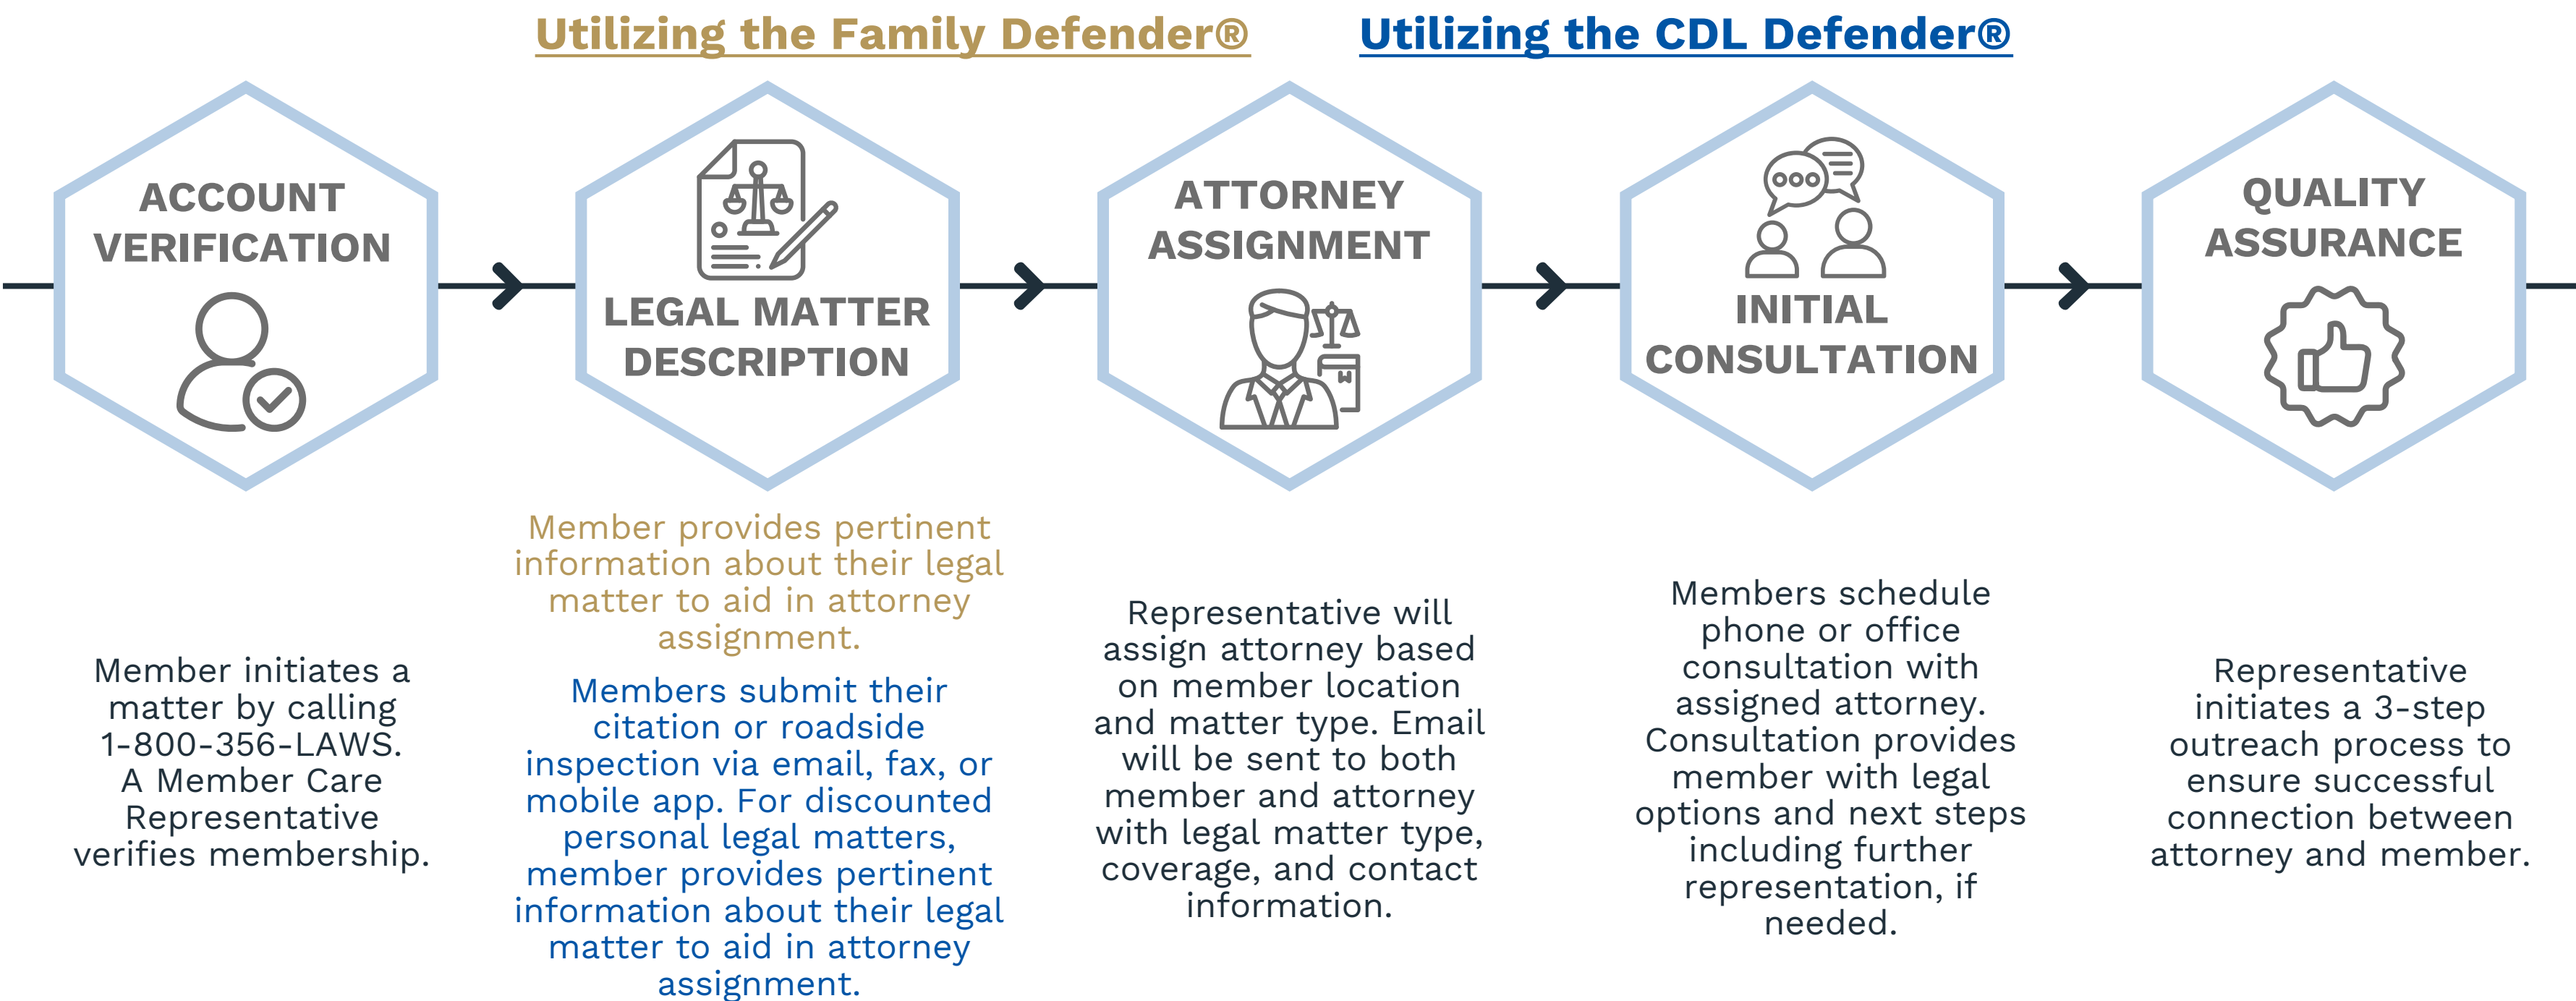 Utilizing the Family Defender®
Utilizing the CDL Defender®
ACCOUNT
VERIFICATION
Member initiates a
matter by calling
1-800-356-LAWS.
A Member Care
Representative
verifies membership.
LEGAL MATTER
DESCRIPTION
Member provides pertinent
information about their legal
matter to aid in attorney
assignment.
Members submit their
citation or roadside
inspection via email, fax, or
mobile app. For discounted
personal legal matters,
member provides pertinent
information about their legal
matter to aid in attorney
assignment.
ATTORNEY
ASSIGNMENT
Representative will
assign attorney based
on member location
and matter type. Email
will be sent to both
member and attorney
with legal matter type,
coverage, and contact
information.
INITIAL
CONSULTATION
Members schedule
phone or office
consultation with
assigned attorney.
Consultation provides
member with legal
options and next steps
including further
representation, if
needed.
QUALITY
ASSURANCE
Representative
initiates a 3-step
outreach process to
ensure successful
connection between
attorney and member.